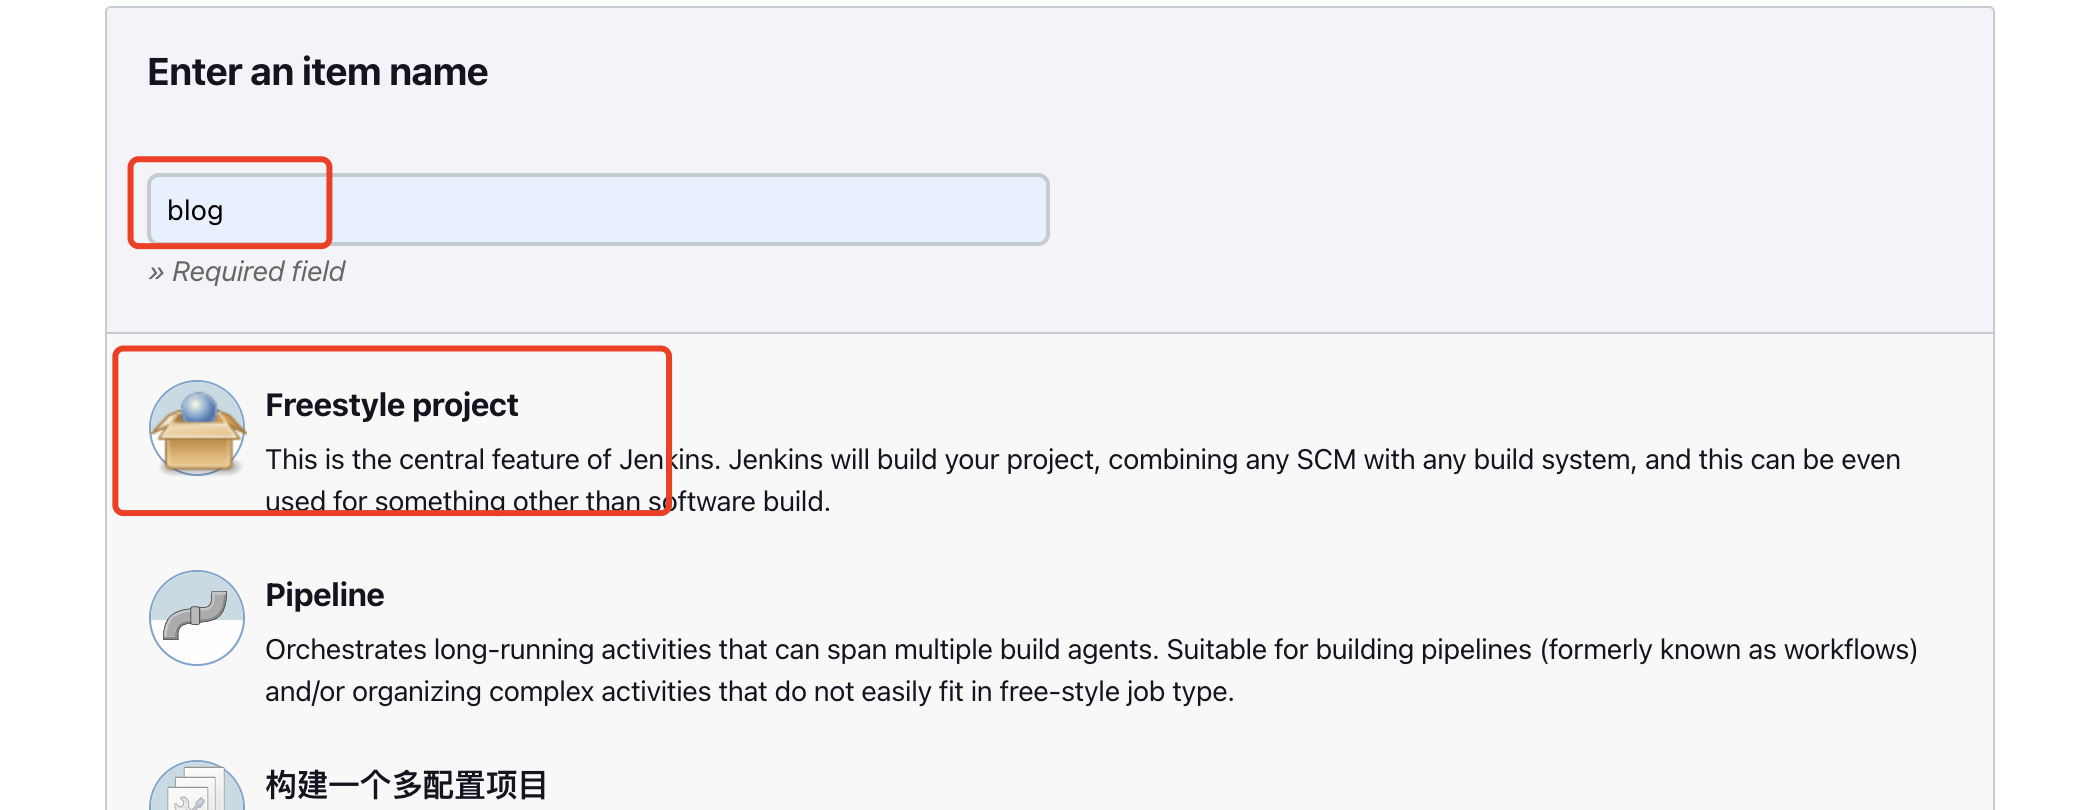 Enter an item name
blog
» Required field
Freestyle project
This is the central feature of Jenkins. Jenkins will build your project, combining any SCM with any build system, and this can be even
used for something other than software build.
Pipeline
Orchestrates long-running activities that can span multiple build agents. Suitable for building pipelines (formerly known as workflows)
and/or organizing complex activities that do not easily fit in free-style job type.
构建一个多配置项目